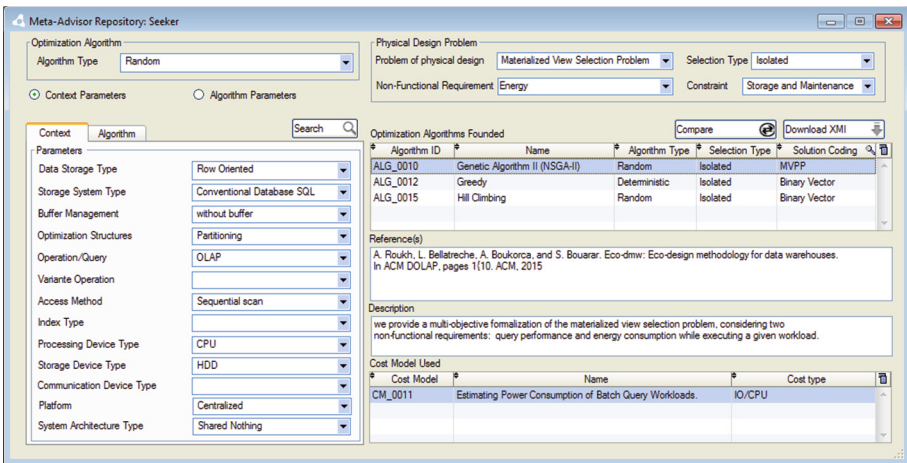 Meta-Advisor Repository: Seeker
Optimization Algorithm
Algorithm Type Random
Context Parameters Algorithm Parameters
Physical Design Problem
Problem of physical design Materialized View Selection Problem Selection Type Isolated
Non-Functional Requirement Energy Constraint Storage and Maintenance
Context Algorithm Search
Parameters
Data Storage Type Row Oriented
Storage System Type Conventional Database SQL
Buffer Management without buffer
Optimization Structures Partitioning
Operation/Query OLAP
Variante Operation
Access Method Sequential scan
Index Type
Processing Device Type CPU
Storage Device Type HDD
Communication Device Type
Platform Centralized
System Architecture Type Shared Nothing
Optimization Algorithms Founded Compare Download XMI
Algorithm ID Name Algorithm Type Selection Type Solution Coding
ALG_0010 Genetic Algorithm II (NSGA-II) Random Isolated MVPP
ALG_0012 Greedy Deterministic Isolated Binary Vector
ALG_0015 Hill Climbing Random Isolated Binary Vector
Reference(s)
A. Roukh, L. Bellatreche, A. Boukorca, and S. Bouarar. Eco-dmw: Eco-design methodology for data warehouses.
In ACM DOLAP, pages 1{10. ACM, 2015
Description
we provide a multi-objective formalization of the materialized view selection problem, considering two
non-functional requirements: query performance and energy consumption while executing a given workload.
Cost Model Used
Cost Model Name Cost type
CM_0011 Estimating Power Consumption of Batch Query Workloads. IO/CPU